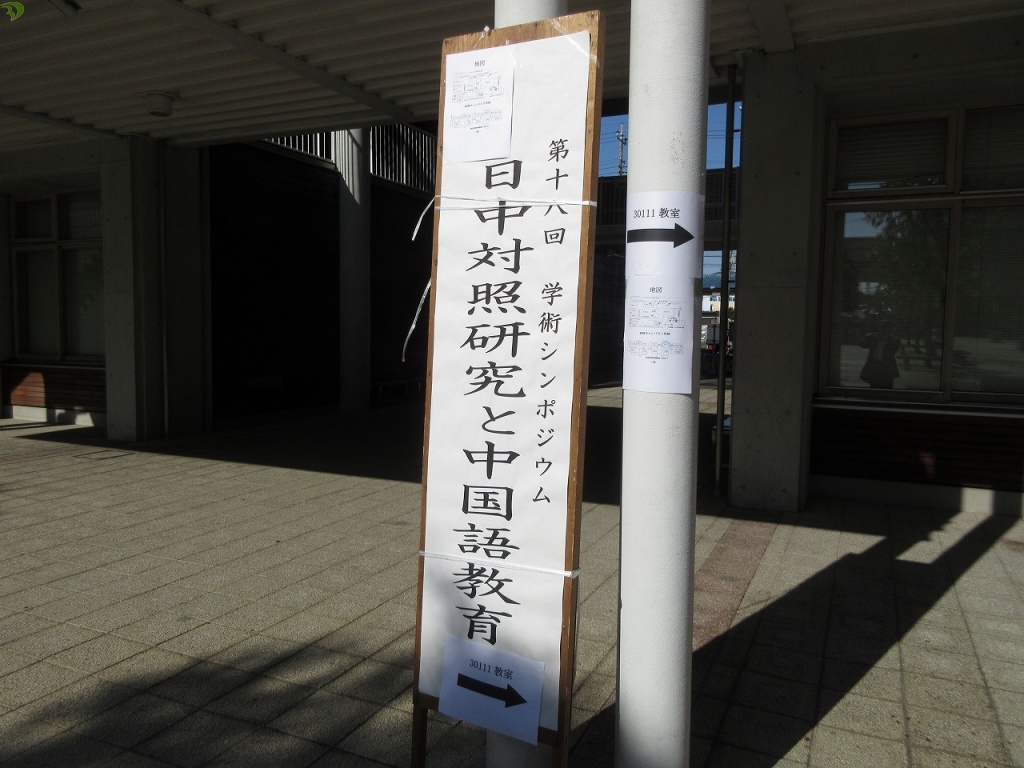 第十八回 学術シンポジウム
日中対照研究と中国語教育
地図
30111 教室
30111 教室
地図